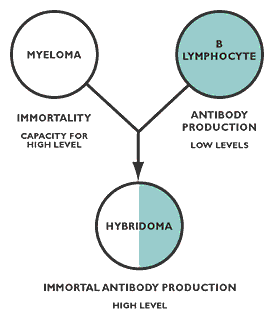 MYELOMA
B
LYMPHOCYTE
IMMORTALITY
CAPACITY FOR
HIGH LEVEL
ANTIBODY
PRODUCTION
LOW LEVELS
HYBRIDOMA
IMMORTAL ANTIBODY PRODUCTION
HIGH LEVEL